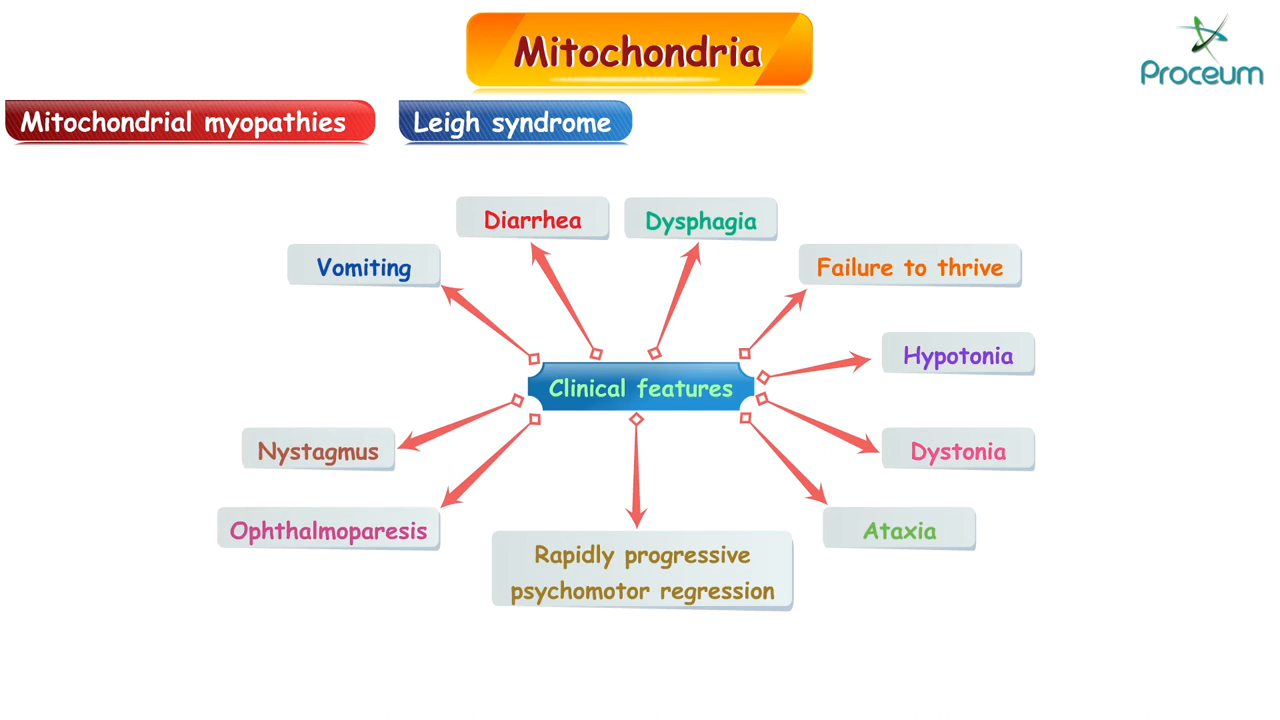 Mitochondria
Proceum
Mitochondrial myopathies
Leigh syndrome
Diarrhea
Dysphagia
Vomiting
Failure to thrive
Hypotonia
Clinical features
Nystagmus
Dystonia
Ophthalmoparesis
Ataxia
Rapidly progressive
psychomotor regression